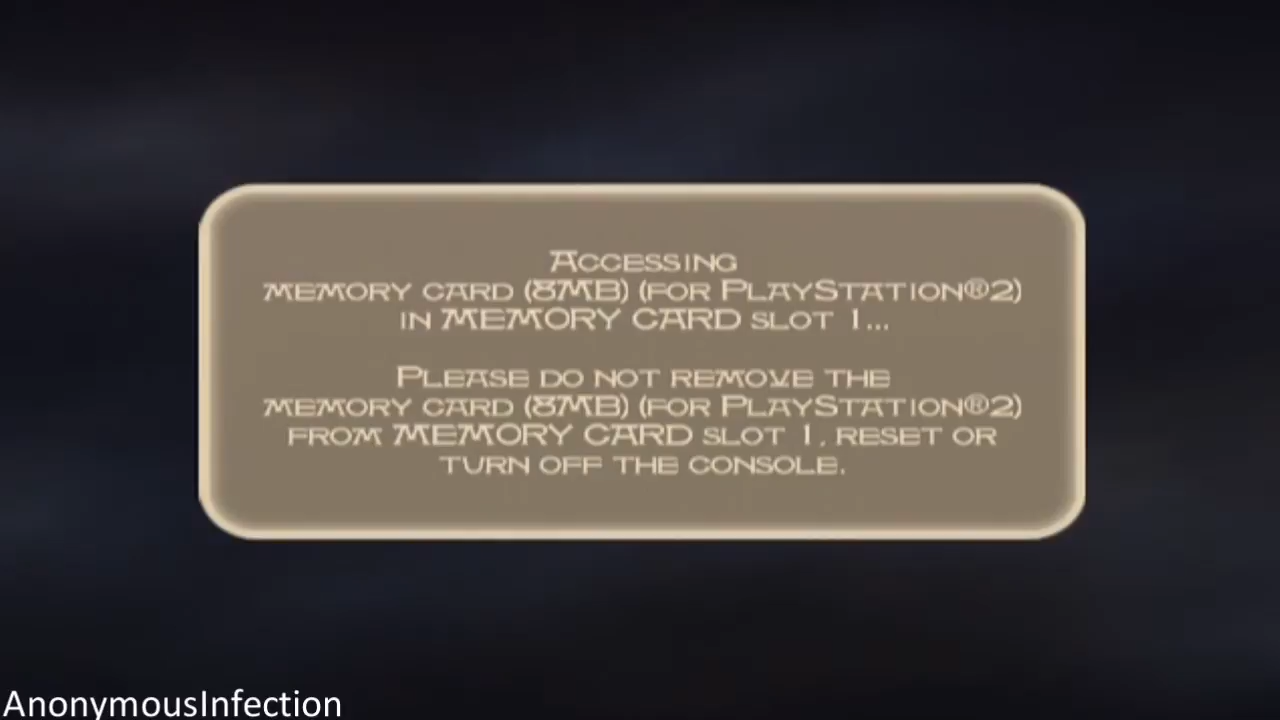 Accessing
memory card (8MB) (for PlayStation®2)
in MEMORY CARD slot 1...
Please do not remove the
memory card (8MB) (for PlayStation®2)
from MEMORY CARD slot 1, reset or
turn off the console.
AnonymousInfection